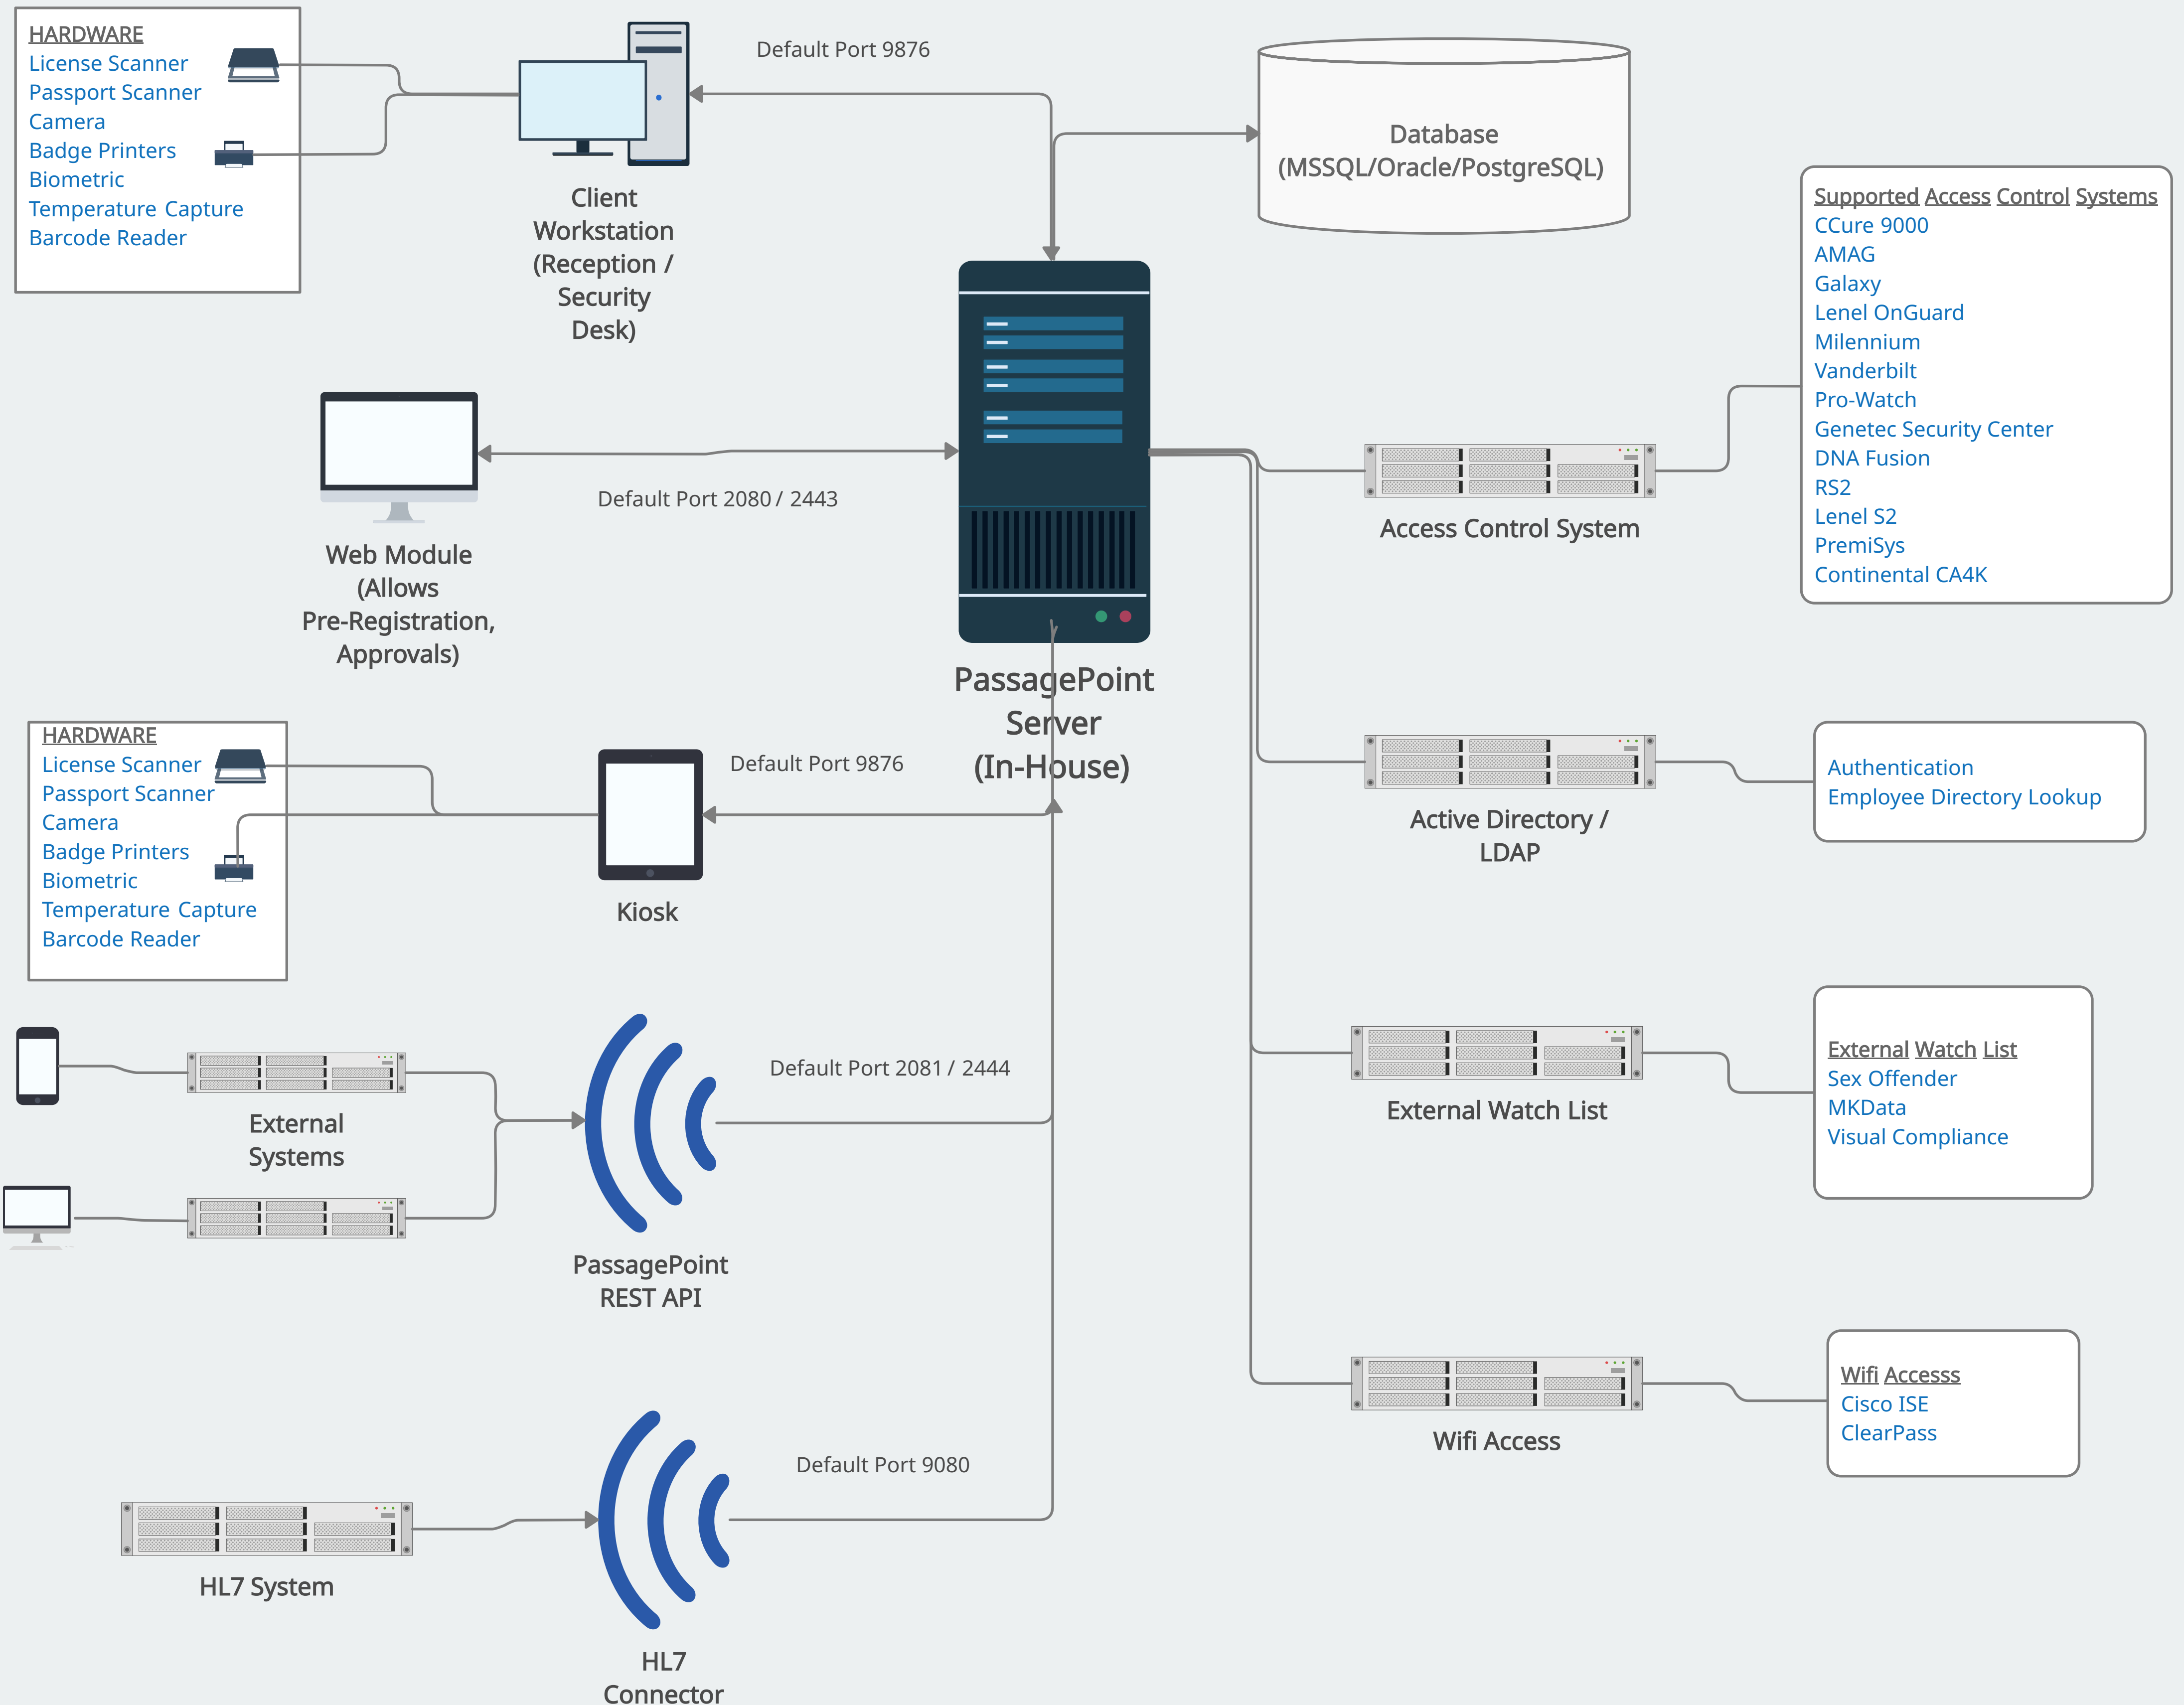 HARDWARE
License Scanner
Passport Scanner
Camera
Badge Printers
Biometric
Temperature Capture
Barcode Reader
Client
Workstation
(Reception /
Security
Desk)
Default Port 9876
Database
(MSSQL/Oracle/PostgreSQL)
Supported Access Control Systems
CCure 9000
AMAG
Galaxy
Lenel OnGuard
Milennium
Vanderbilt
Pro-Watch
Genetec Security Center
DNA Fusion
RS2
Lenel S2
PremiSys
Continental CA4K
Access Control System
Default Port 2080 / 2443
Web Module
(Allows
Pre-Registration,
Approvals)
PassagePoint
Server
(In-House)
HARDWARE
License Scanner
Passport Scanner
Camera
Badge Printers
Biometric
Temperature Capture
Barcode Reader
Default Port 9876
Kiosk
Active Directory /
LDAP
Authentication
Employee Directory Lookup
External
Systems
Default Port 2081 / 2444
PassagePoint
REST API
External Watch List
External Watch List
Sex Offender
MKData
Visual Compliance
Wifi Access
Wifi Accesss
Cisco ISE
ClearPass
Default Port 9080
HL7 System
HL7
Connector